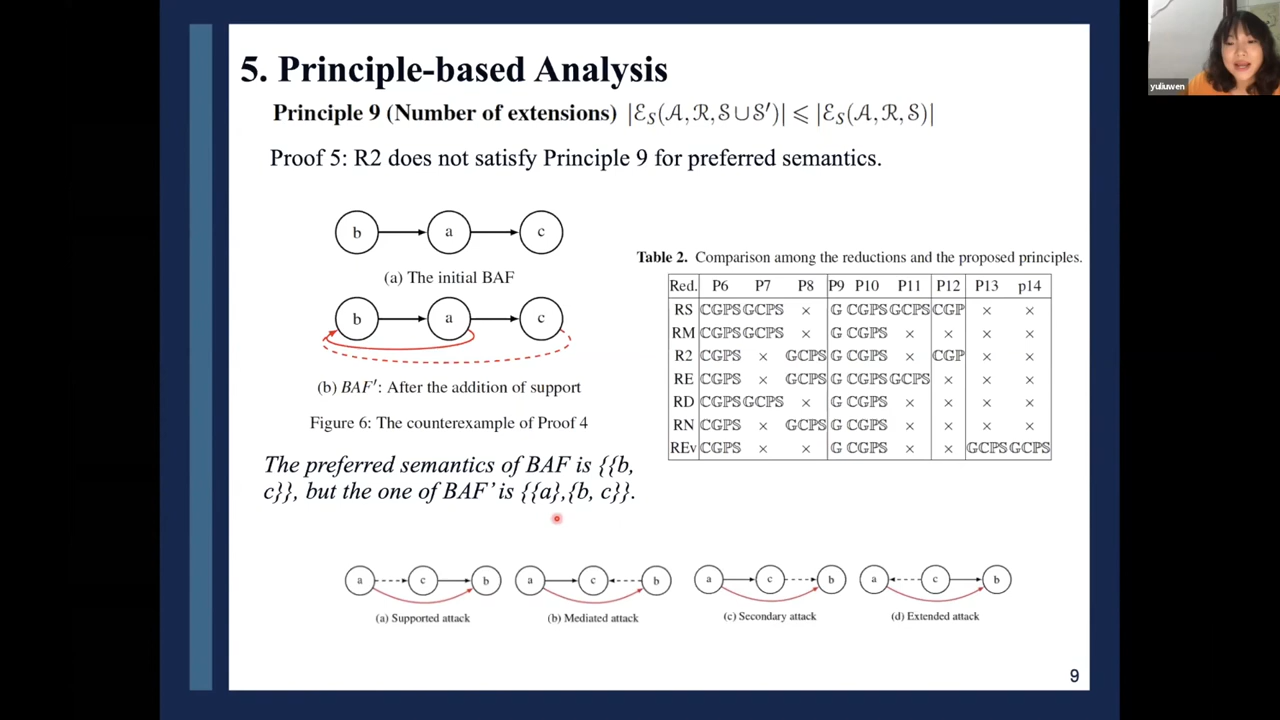 yuliuwen
5. Principle-based Analysis
Principle 9 (Number of extensions) |ℰ_S(𝒜, ℛ, 𝒮 ∪ 𝒮′)| ⩽ |ℰ_S(𝒜, ℛ, 𝒮)|
Proof 5: R2 does not satisfy Principle 9 for preferred semantics.
b a c
(a) The initial BAF
b a c
(b) BAF′: After the addition of support
Figure 6: The counterexample of Proof 4
The preferred semantics of BAF is {{b,
c}}, but the one of BAF’ is {{a},{b, c}}.
Table 2. Comparison among the reductions and the proposed principles.
Red. P6 P7 P8 P9 P10 P11 P12 P13 p14
RS ℂ𝔾ℙ𝕊 𝔾ℂℙ𝕊 × 𝔾 ℂ𝔾ℙ𝕊 𝔾ℂℙ𝕊 ℂ𝔾ℙ × ×
RM ℂ𝔾ℙ𝕊 𝔾ℂℙ𝕊 × 𝔾 ℂ𝔾ℙ𝕊 × × × ×
R2 ℂ𝔾ℙ𝕊 × 𝔾ℂℙ𝕊 𝔾 ℂ𝔾ℙ𝕊 × ℂ𝔾ℙ × ×
RE ℂ𝔾ℙ𝕊 × 𝔾ℂℙ𝕊 𝔾 ℂ𝔾ℙ𝕊 𝔾ℂℙ𝕊 × × ×
RD ℂ𝔾ℙ𝕊 𝔾ℂℙ𝕊 × 𝔾 ℂ𝔾ℙ𝕊 × × × ×
RN ℂ𝔾ℙ𝕊 × 𝔾ℂℙ𝕊 𝔾 ℂ𝔾ℙ𝕊 × × × ×
REv ℂ𝔾ℙ𝕊 × × 𝔾 ℂ𝔾ℙ𝕊 × × 𝔾ℂℙ𝕊 𝔾ℂℙ𝕊
a c b a c b a c b a c b
(a) Supported attack (b) Mediated attack (c) Secondary attack (d) Extended attack
9